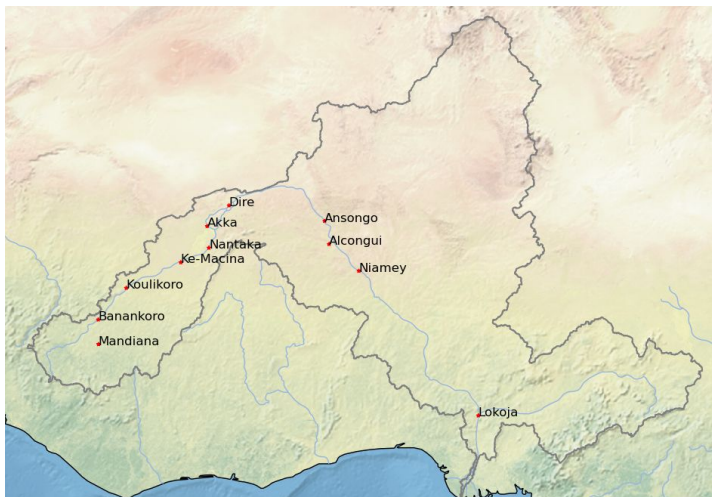 Dire
Ansongo
Akka
Alcongui
Nantaka
Ke-Macina
Niamey
Koulikoro
Banankoro
Mandiana
Lokoja